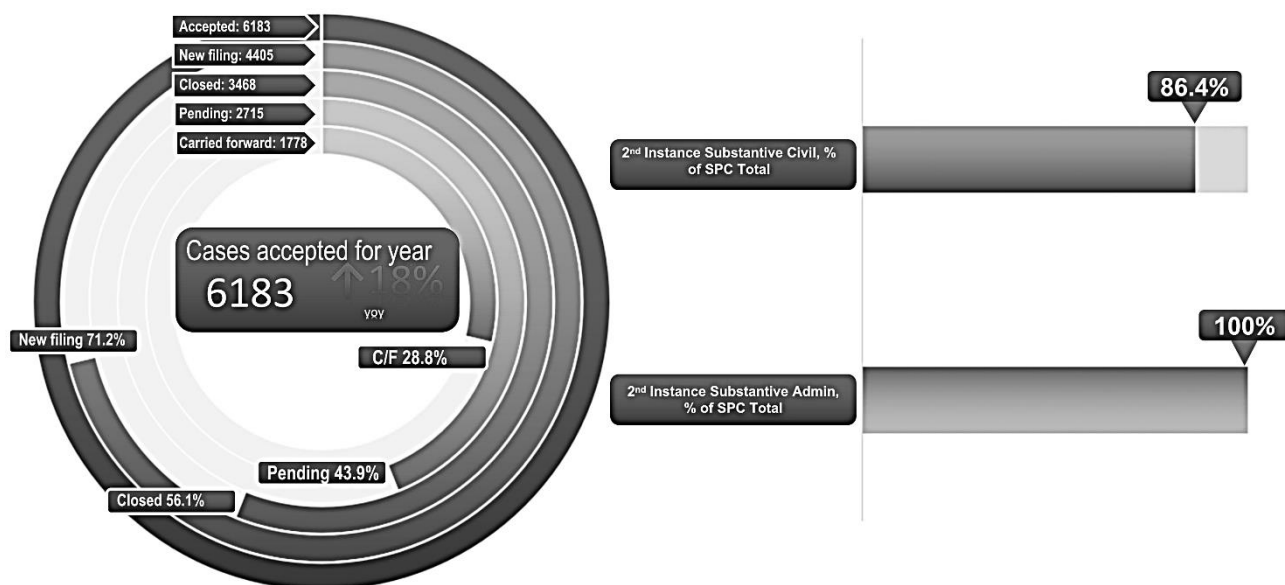 Accepted: 6183
New filing: 4405
Closed: 3468
Pending: 2715
Carried forward: 1778
Cases accepted for year
6183 ↑18%
yoy
New filing 71.2%
C/F 28.8%
Pending 43.9%
Closed 56.1%
86.4%
2nd Instance Substantive Civil, %
of SPC Total
100%
2nd Instance Substantive Admin,
% of SPC Total